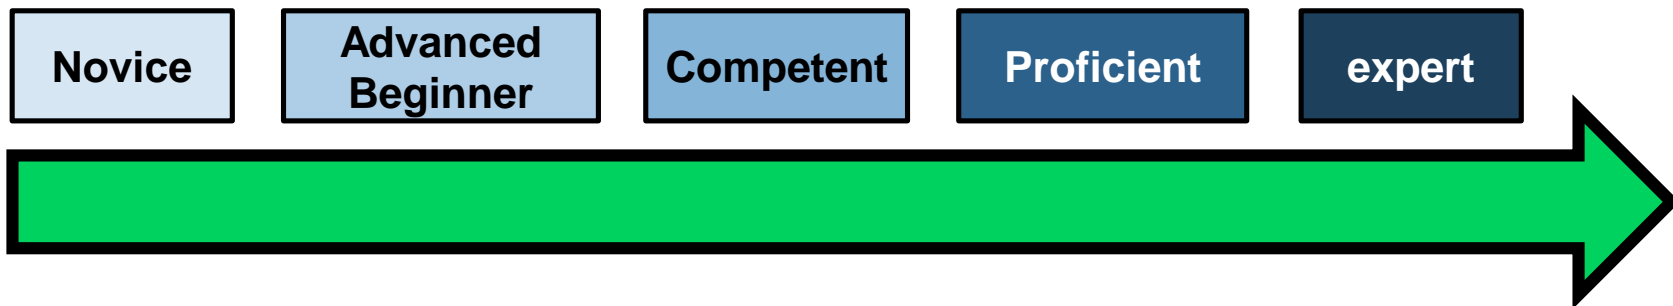 Novice
Advanced
Beginner
Competent
Proficient
expert